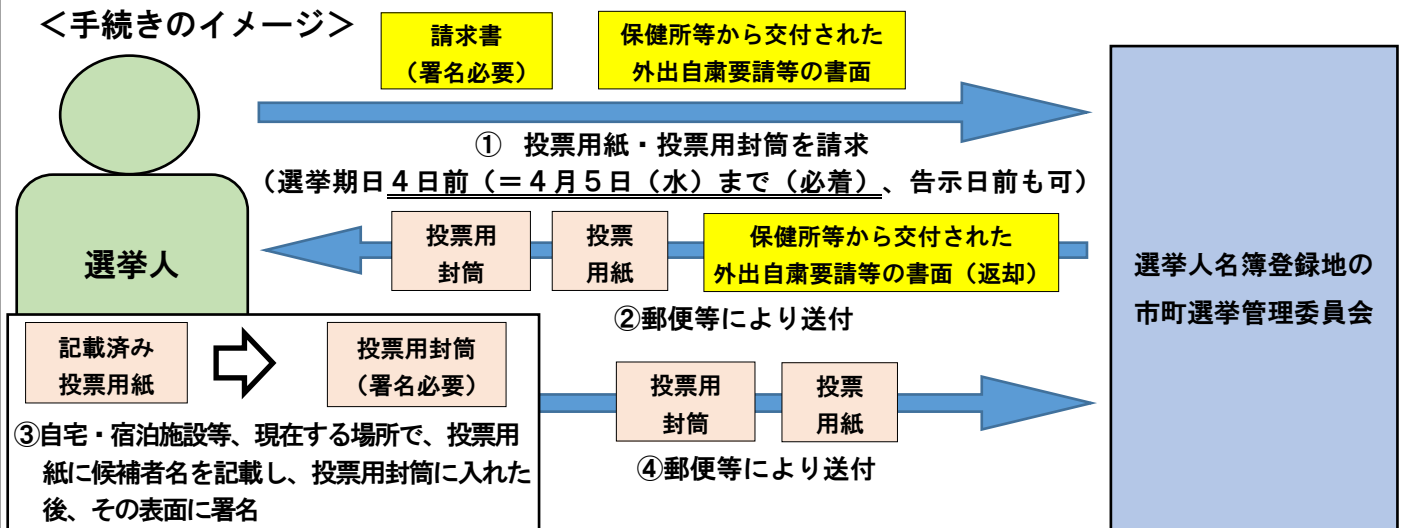 <手続きのイメージ>
請求書
(署名必要)
保健所等から交付された
外出自粛要請等の書面
① 投票用紙・投票用封筒を請求
(選挙期日4日前(=4月5日(水)まで(必着)、告示日前も可)
選挙人
投票用
封筒
投票
用紙
保健所等から交付された
外出自粛要請等の書面(返却)
②郵便等により送付
選挙人名簿登録地の
市町選挙管理委員会
記載済み
投票用紙
投票用封筒
(署名必要)
③自宅・宿泊施設等、現在する場所で、投票用
紙に候補者名を記載し、投票用封筒に入れた
後、その表面に署名
投票用
封筒
投票
用紙
④郵便等により送付